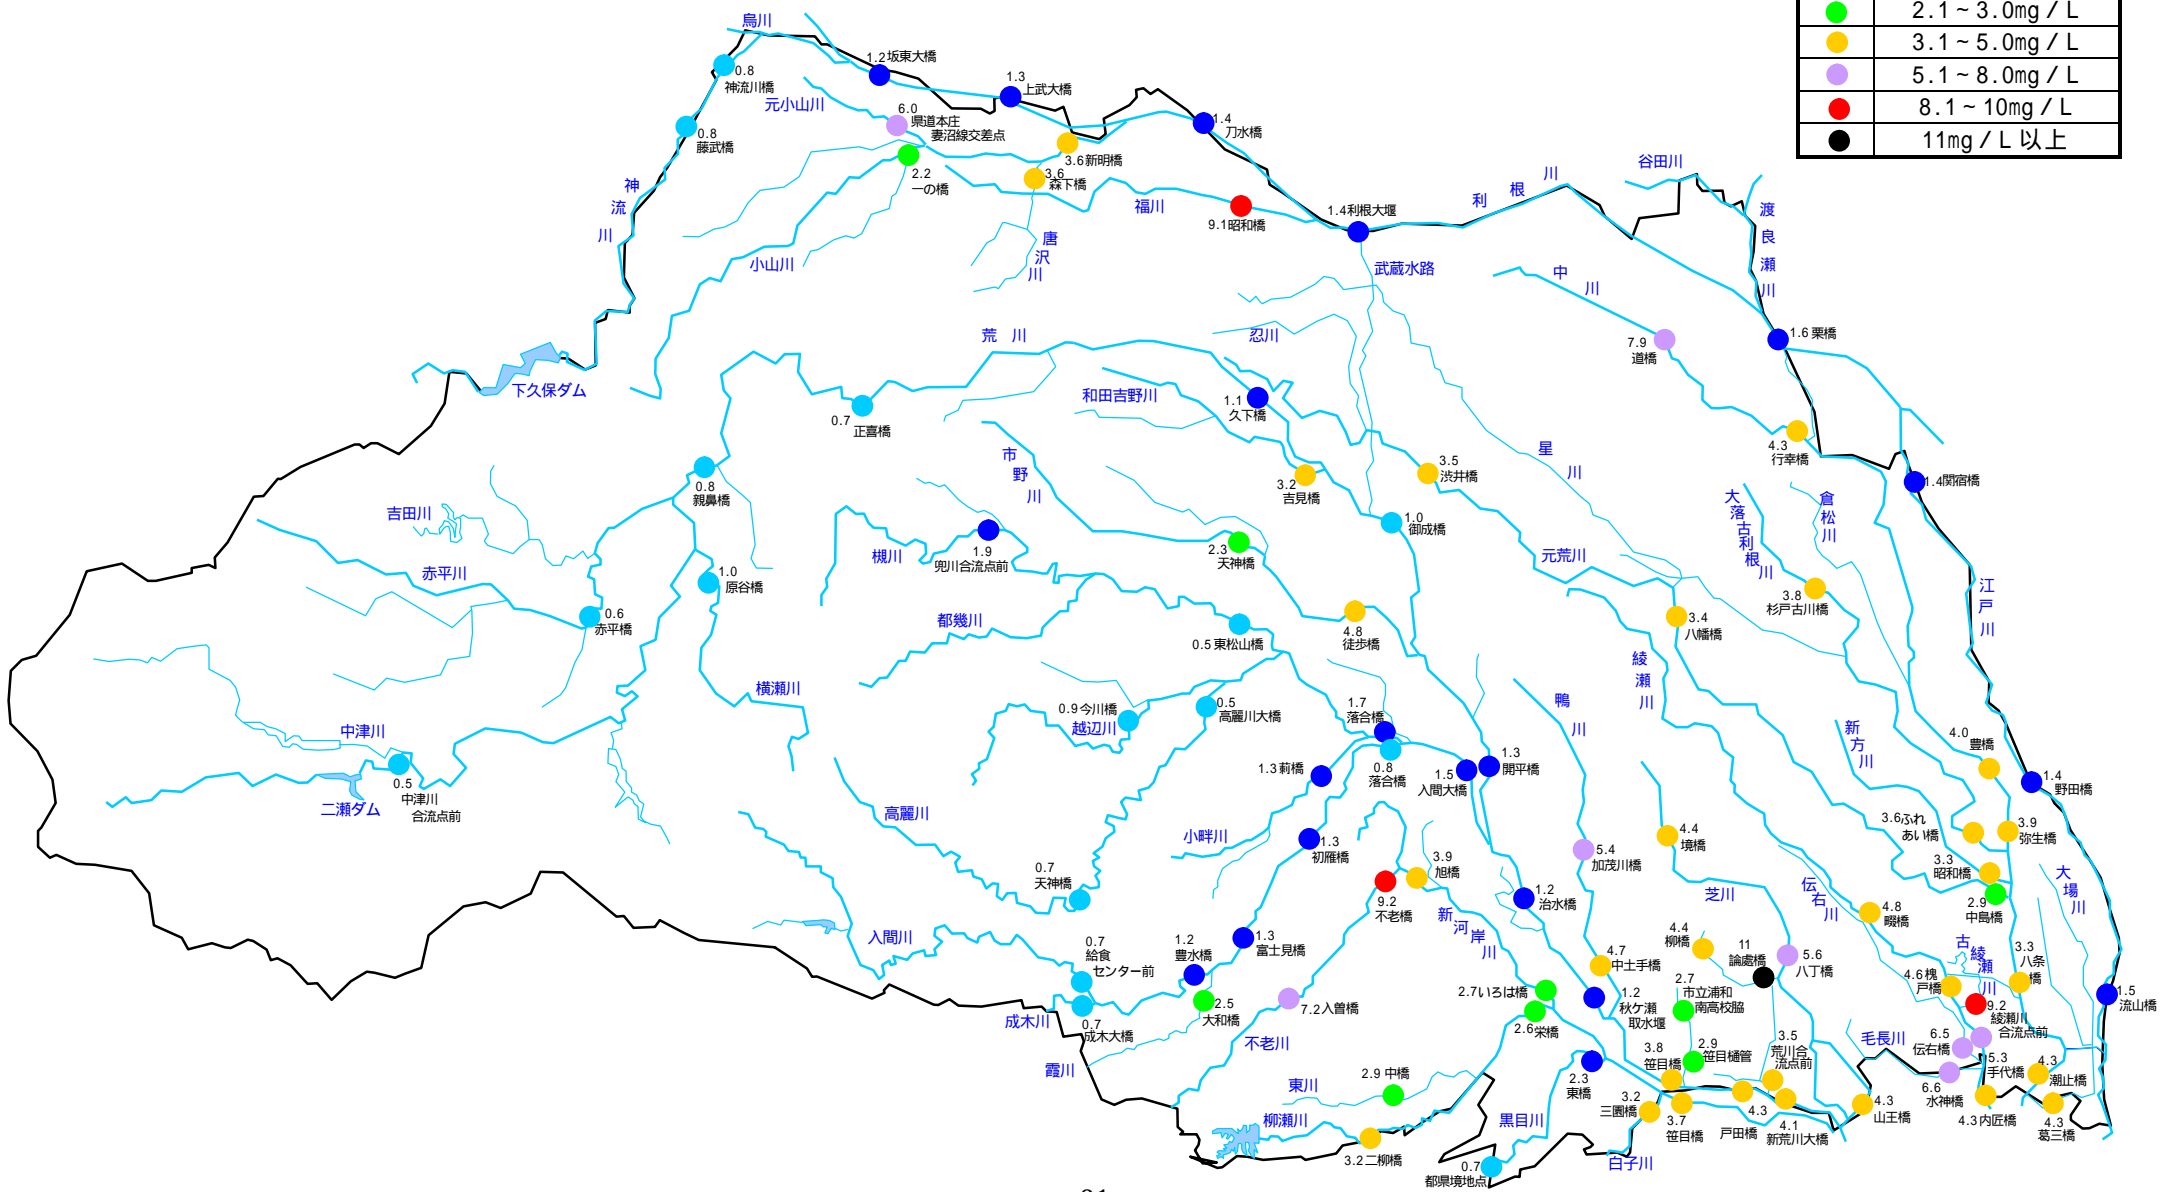 2.1～3.0mg／L
3.1～5.0mg／L
5.1～8.0mg／L
8.1～10mg／L
11mg／L以上
烏川
0.8
神流川橋
1.2坂東大橋
1.3
上武大橋
元小山川
6.0
県道本庄
妻沼線交差点
0.8
藤武橋
2.2
一の橋
3.6新明橋
3.6
森下橋
1.4
刀水橋
神流川
福川
9.1昭和橋
1.4利根大堰
利根川
谷田川
渡良瀬川
小山川
唐沢川
武蔵水路
中川
下久保ダム
荒川
忍川
7.9
道橋
1.6栗橋
和田吉野川
1.1
久下橋
0.7
正喜橋
市野川
星川
4.3
行幸橋
0.8
親鼻橋
3.2
吉見橋
3.5
渋井橋
1.4関宿橋
吉田川
大落古利根川
倉松川
槻川
1.9
兜川合流点前
2.3
天神橋
1.0
御成橋
元荒川
赤平川
1.0
原谷橋
0.6
赤平橋
都幾川
0.5東松山橋
4.8
徒歩橋
3.4
八幡橋
3.8
杉戸古川橋
江戸川
綾瀬川
横瀬川
0.9今川橋
越辺川
0.5
高麗川大橋
1.7
落合橋
鴨川
新方川
中津川
0.5
中津川
合流点前
二瀬ダム
1.3前橋
0.8
落合橋
1.5
入間大橋
1.3
開平橋
4.0
豊橋
1.4
野田橋
高麗川
小畔川
1.3
初雁橋
5.4
加茂川橋
4.4
境橋
3.6ふれ
あい橋
3.9
弥生橋
0.7
天神橋
9.2
不老橋
3.9
旭橋
新河岸川
1.2
治水橋
芝川
伝右川
3.3
昭和橋
2.9
中島橋
大場川
入間川
0.7
給食
センター前
1.2
豊水橋
1.3
富士見橋
4.7
中土手橋
4.4
柳橋
11
論處橋
5.6
八丁橋
4.8
畷橋
古綾瀬川
3.3
八条
橋
成木川
0.7
成木大橋
2.5
大和橋
7.2入曽橋
2.7いろは橋
2.6栄橋
1.2
秋ケ瀬
取水堰
2.7
市立浦和
南高校脇
4.6槐
戸橋
9.2
綾瀬川
合流点前
1.5
流山橋
霞川
不老川
2.3
東橋
3.8
笹目橋
2.9
笹目樋管
3.5
荒川合
流点前
毛長川
6.5
伝右橋
5.3
手代橋
4.3
潮止橋
東川
2.9中橋
柳瀬川
3.2二柳橋
黒目川
3.2
三園橋
3.7
笹目橋
4.3
戸田橋
4.1
新荒川大橋
4.3
山王橋
6.6
水神橋
4.3内匠橋
4.3
葛三橋
0.7
都県境地点
白子川